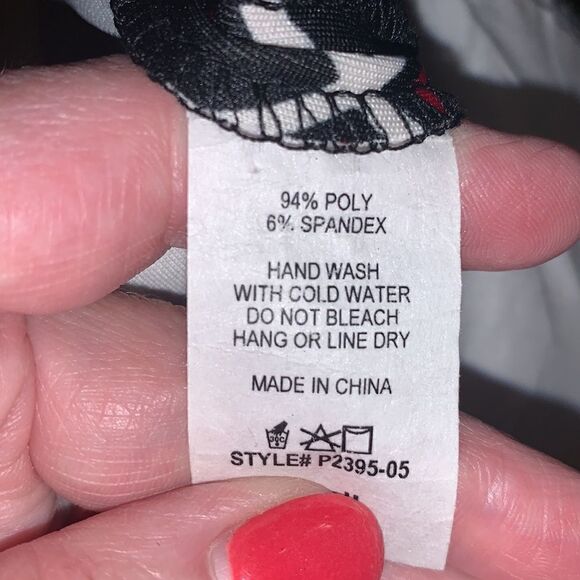 94% POLY
6% SPANDEX
HAND WASH
WITH COLD WATER
DO NOT BLEACH
HANG OR LINE DRY
MADE IN CHINA
30C
STYLE# P2395-05